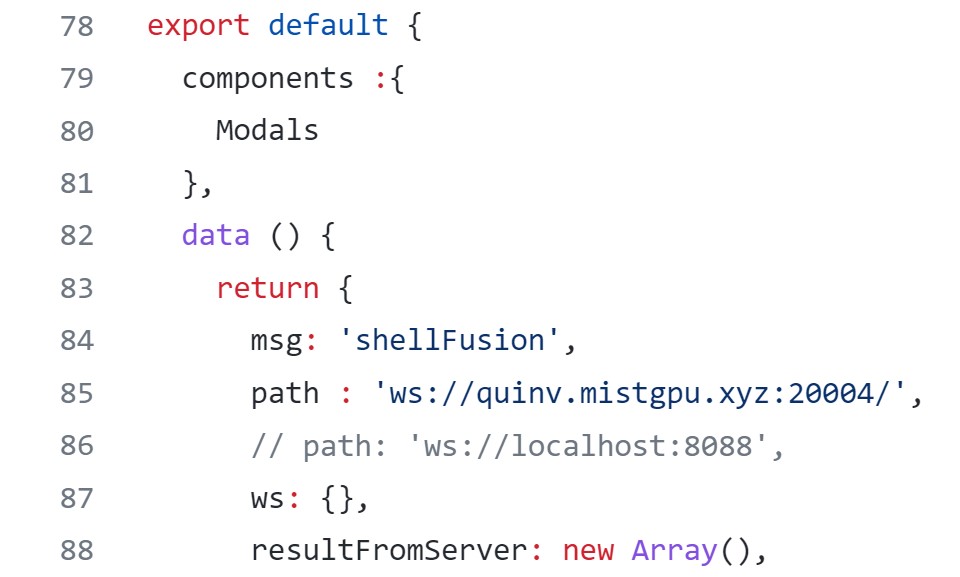 78 export default {
79 components :{
80 Modals
81 },
82 data () {
83 return {
84 msg: 'shellFusion',
85 path : 'ws://quinv.mistgpu.xyz:20004/',
86 // path: 'ws://localhost:8088',
87 ws: {},
88 resultFromServer: new Array(),